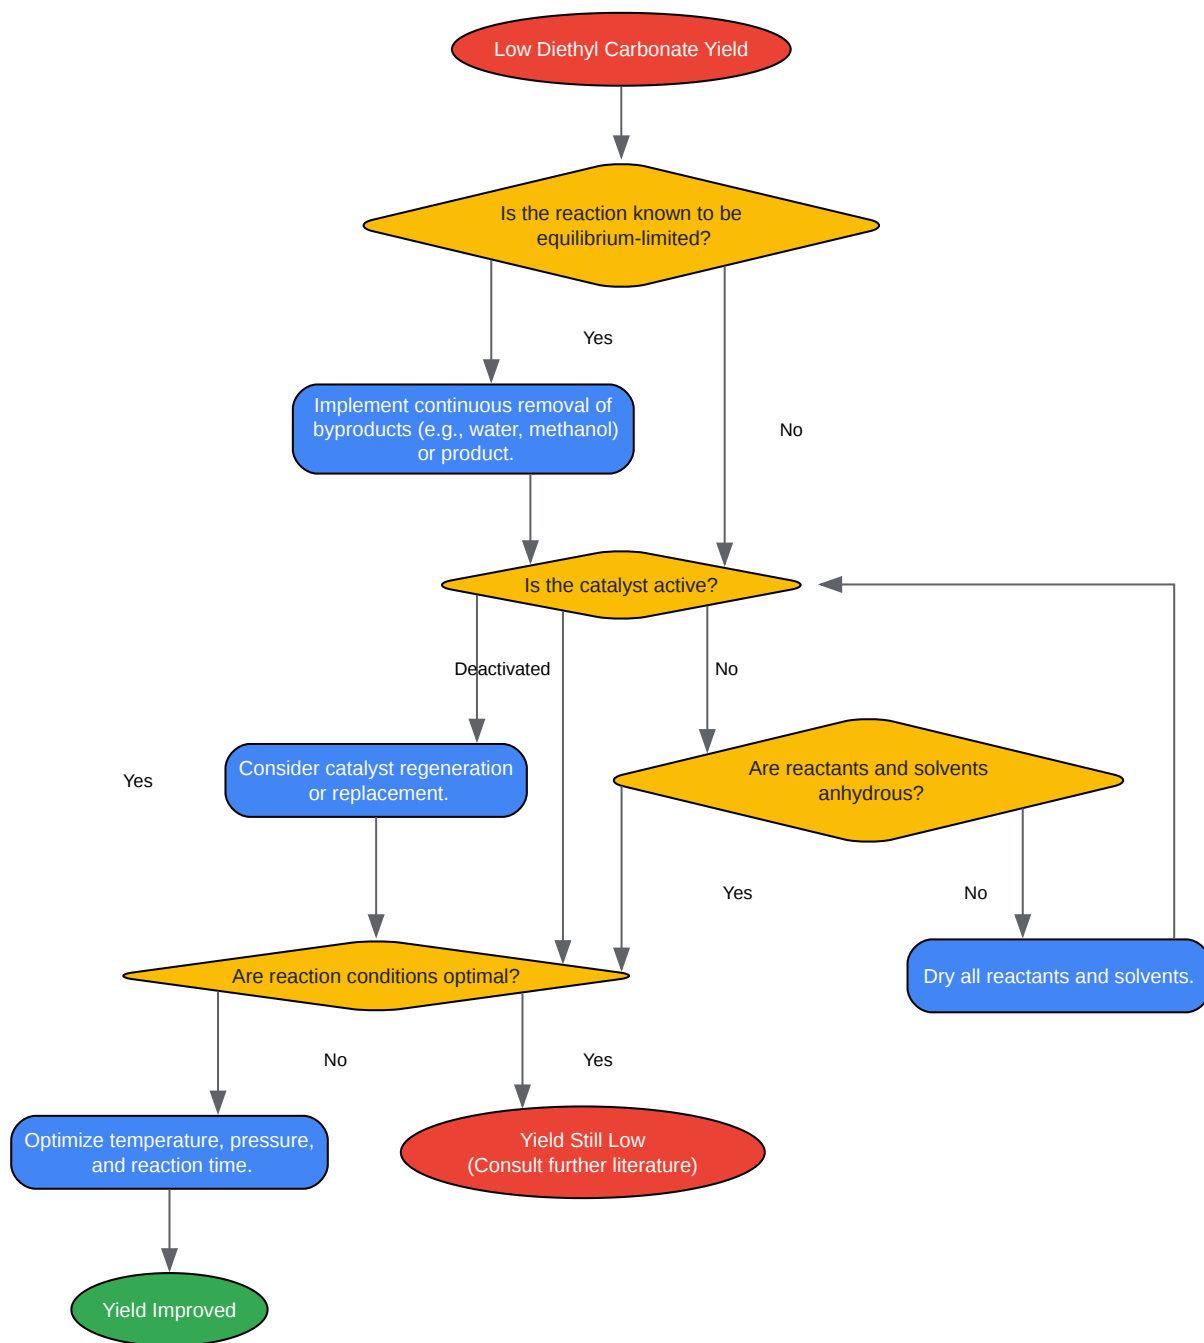 Low Diethyl Carbonate Yield
Is the reaction known to be
equilibrium-limited?
Yes
Implement continuous removal of
byproducts (e.g., water, methanol)
or product.
No
Is the catalyst active?
Deactivated
No
Consider catalyst regeneration
or replacement.
Yes
Are reactants and solvents
anhydrous?
Yes
No
Are reaction conditions optimal?
Dry all reactants and solvents.
No
Yes
Optimize temperature, pressure,
and reaction time.
Yield Still Low
(Consult further literature)
Yield Improved